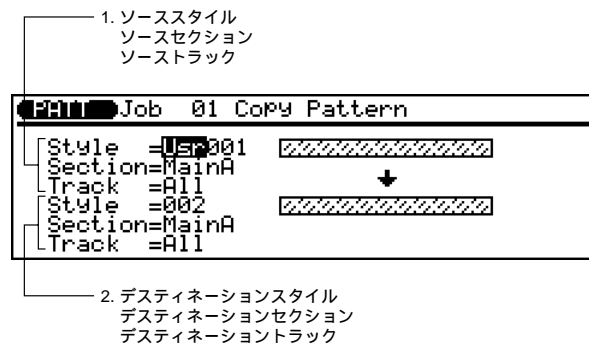 1. ソーススタイル
ソースセクション
ソーストラック
PATT Job 01 Copy Pattern
Style =Usr001
Section=MainA
Track =All
Style =002
Section=MainA
Track =All
2. デスティネーションスタイル
デスティネーションセクション
デスティネーショントラック